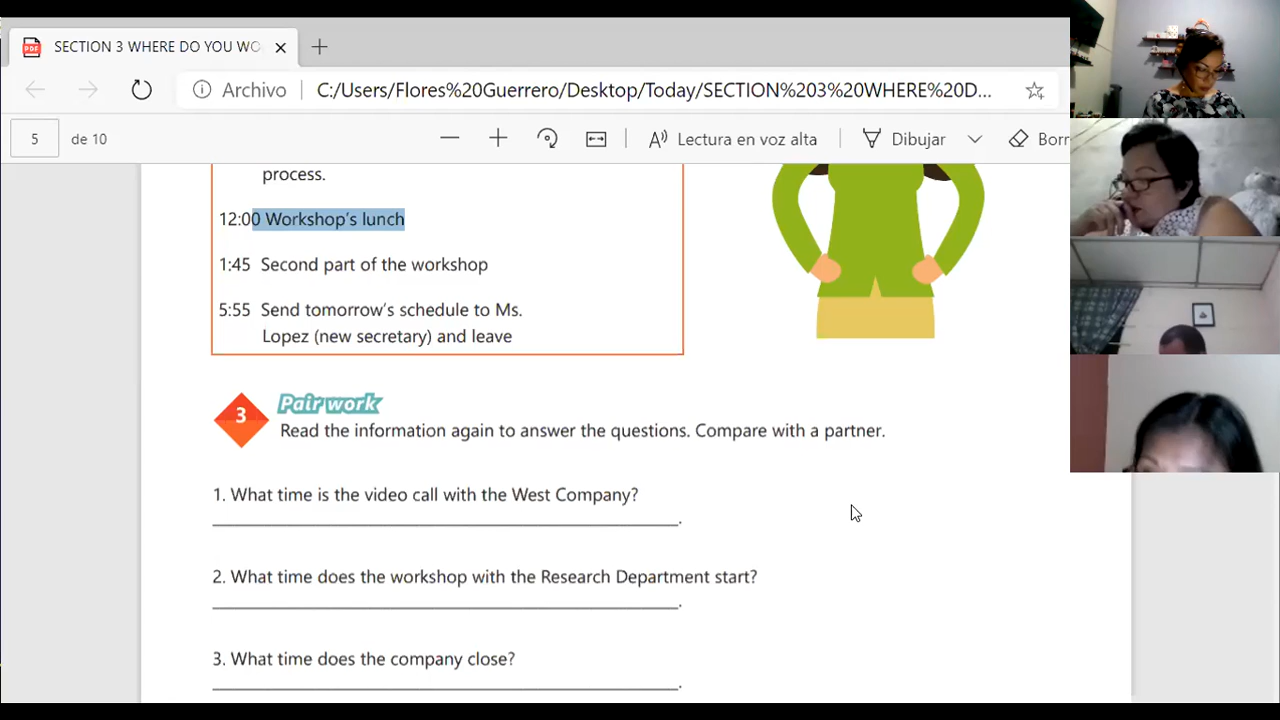 SECTION 3 WHERE DO YOU WO
Archivo C:/Users/Flores%20Guerrero/Desktop/Today/SECTION%203%20WHERE%20D...
5 de 10 Lectura en voz alta Dibujar Borr
process.
12:00 Workshop's lunch
1:45 Second part of the workshop
5:55 Send tomorrow's schedule to Ms.
Lopez (new secretary) and leave
3 Pair work
Read the information again to answer the questions. Compare with a partner.
1. What time is the video call with the West Company?
2. What time does the workshop with the Research Department start?
3. What time does the company close?